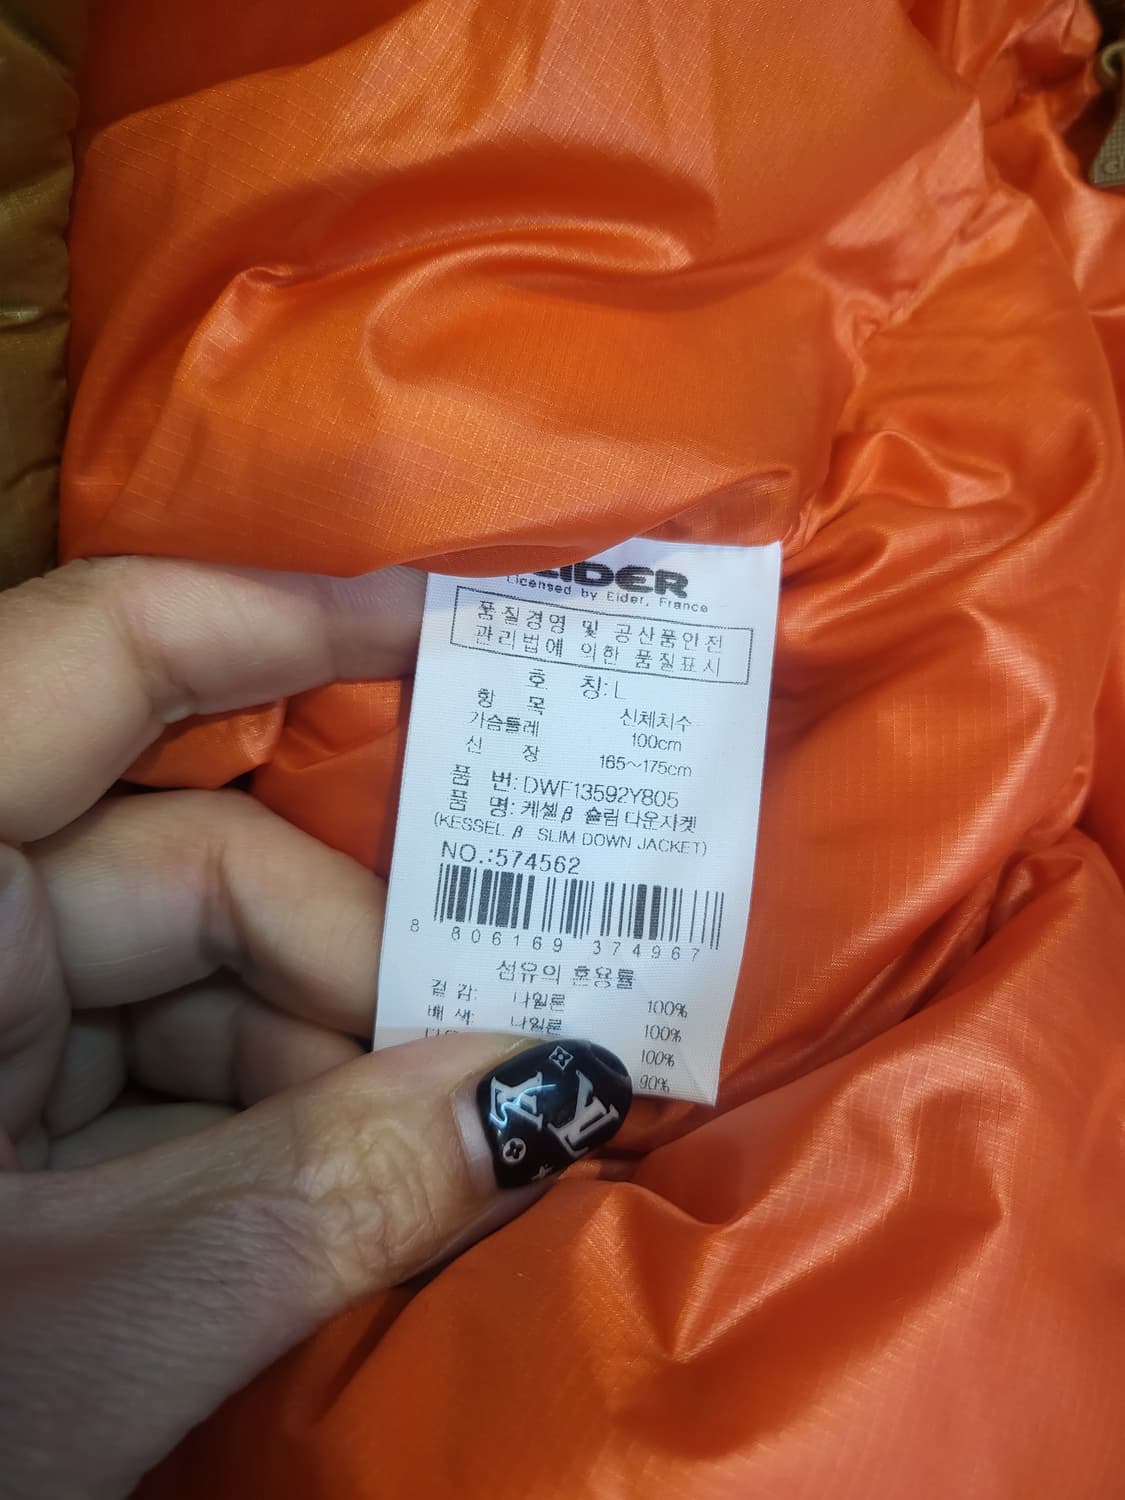 EIDER
Licensed by Eider, France
품질경영 및 공산품안전
관리법에 의한 품질표시
호 칭: L
항 목 신체치수
가슴둘레 100cm
신 장 165~175cm
품 번: DWF13592Y805
품 명: 케셀 β 슬림 다운자켓
(KESSEL β SLIM DOWN JACKET)
NO.:574562
8 806169 374967
섬유의 혼용률
겉 감: 나일론 100%
배 색: 나일론 100%
100%
90%